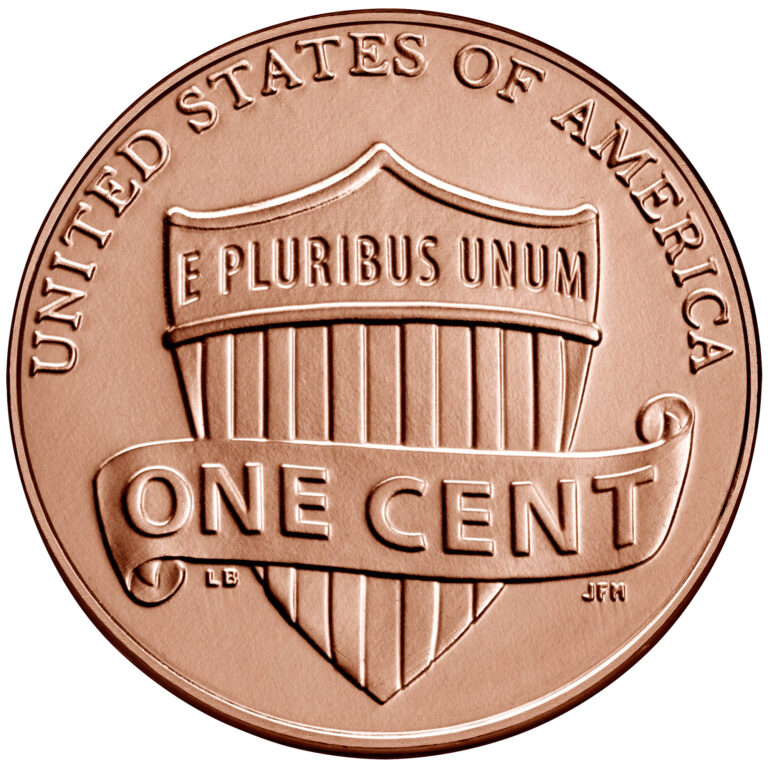 UNITED STATES OF AMERICA
E PLURIBUS UNUM
ONE CENT
LB
JFM